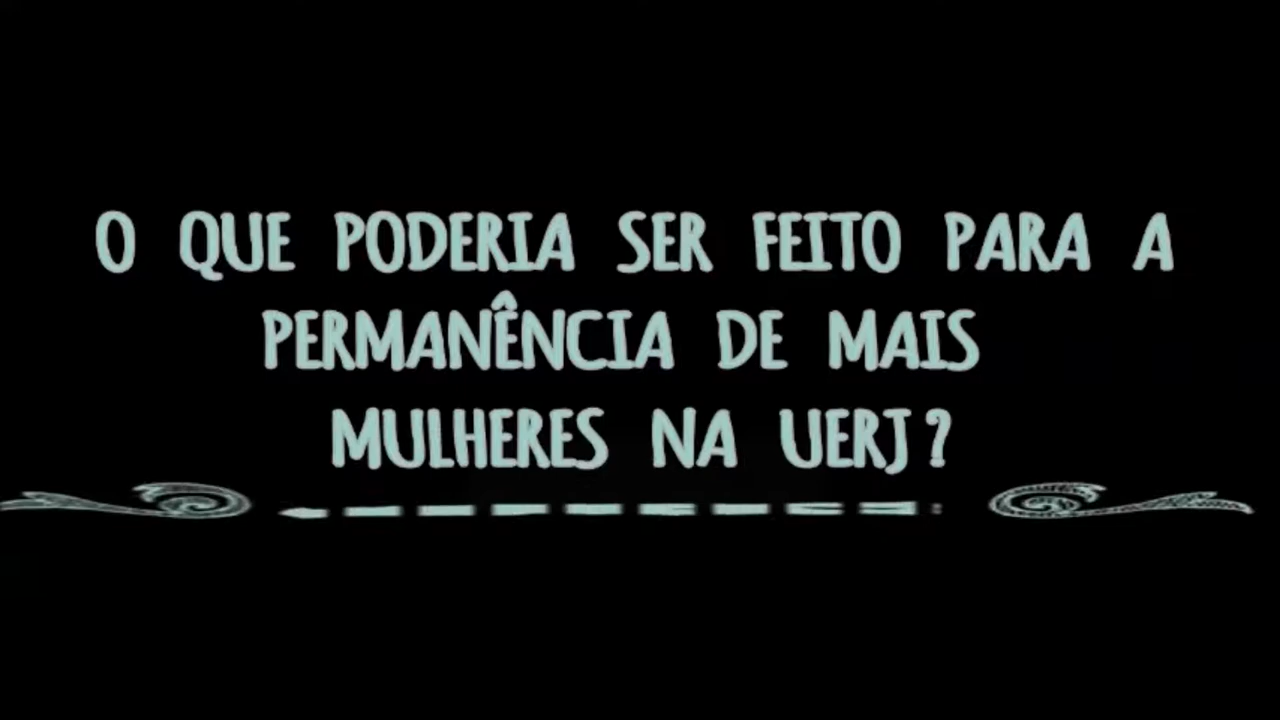 O QUE PODERIA SER FEITO PARA A
PERMANÊNCIA DE MAIS
MULHERES NA UERJ?